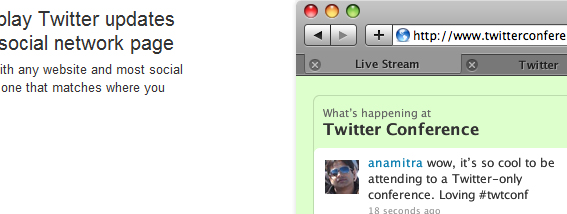 play Twitter updates
social network page
ith any website and most social
one that matches where you
http://www.twitterconfere
Live Stream
Twitter
What's happening at
Twitter Conference
anamitra wow, it's so cool to be
attending to a Twitter-only
conference. Loving #twtconf
18 seconds ago